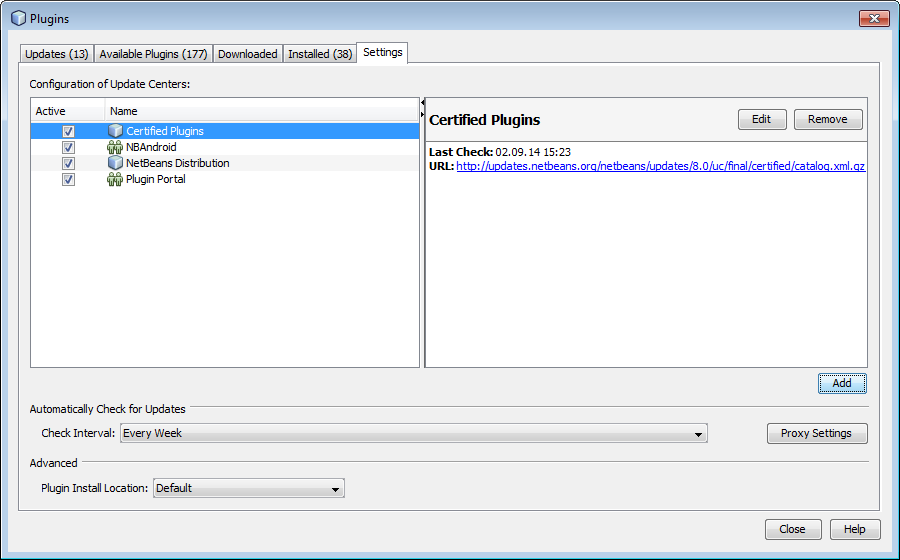 Plugins
Updates (13) Available Plugins (177) Downloaded Installed (38) Settings
Configuration of Update Centers:
Active Name
Certified Plugins
NBAndroid
NetBeans Distribution
Plugin Portal
Certified Plugins Edit Remove
Last Check: 02.09.14 15:23
URL: http://updates.netbeans.org/netbeans/updates/8.0/uc/final/certified/catalog.xml.gz
Add
Automatically Check for Updates
Check Interval: Every Week Proxy Settings
Advanced
Plugin Install Location: Default
Close Help